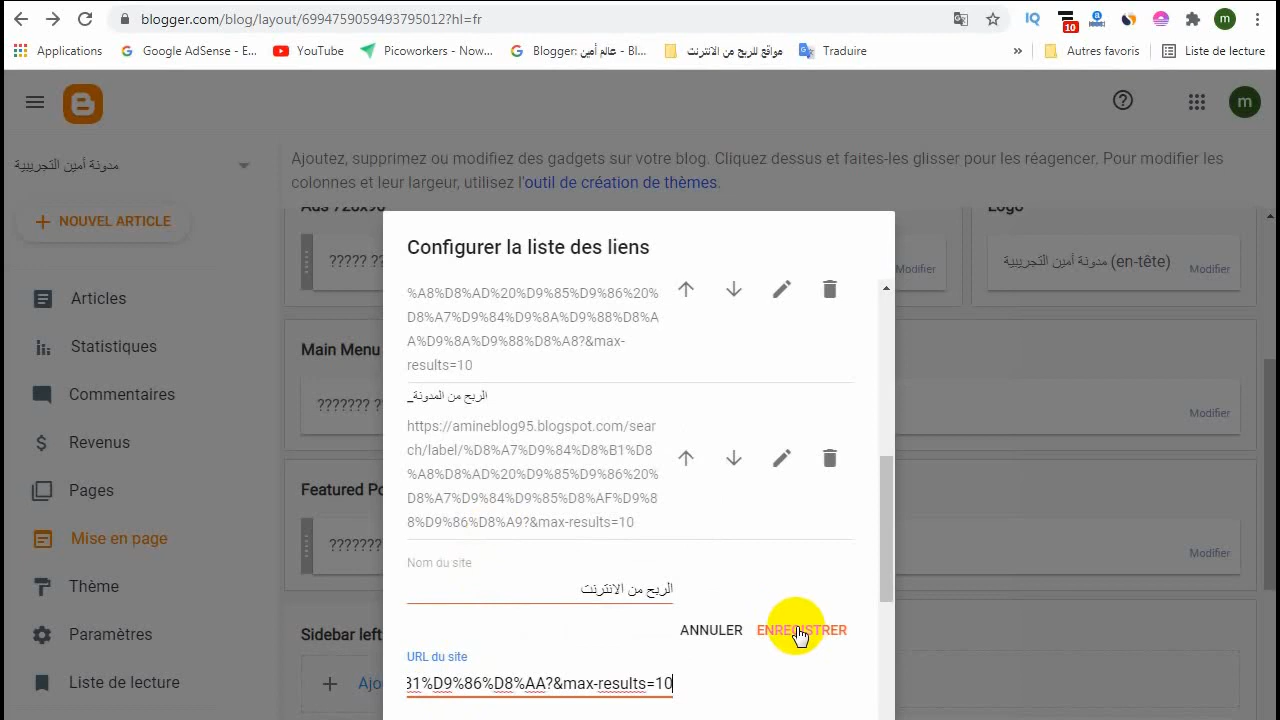 blogger.com/blog/layout/6994759059493795012?hl=fr
10
m
Applications
Google AdSense - E...
YouTube
Picoworkers - Now...
Blogger: عالم أمين - Bl...
مواقع للربح من الانترنت
Traduire
»
Autres favoris
Liste de lecture
m
مدونة أمين التجريبية
NOUVEL ARTICLE
Articles
Statistiques
Commentaires
Revenus
Pages
Mise en page
Thème
Paramètres
Liste de lecture
Ajoutez, supprimez ou modifiez des gadgets sur votre blog. Cliquez dessus et faites-les glisser pour les réagencer. Pour modifier les
colonnes et leur largeur, utilisez l'outil de création de thèmes.
Ads 728x90
Logo
????? ??
Modifier
مدونة أمين التجريبية (en-tête)
Modifier
Main Menu
??????? ??
Modifier
Featured Po
???????
Modifier
Sidebar left
Ajo
Configurer la liste des liens
%A8%D8%AD%20%D9%85%D9%86%20%
D8%A7%D9%84%D9%8A%D9%88%D8%A
A%D9%8A%D9%88%D8%A8?&max-
results=10
_الربح من المدونة
https://amineblog95.blogspot.com/sear
ch/label/%D8%A7%D9%84%D8%B1%D8
%A8%D8%AD%20%D9%85%D9%86%20%
D8%A7%D9%84%D9%85%D8%AF%D9%8
8%D9%86%D8%A9?&max-results=10
Nom du site
الربح من الانترنت
ANNULER
ENREGISTRER
URL du site
31%D9%86%D8%AA?&max-results=10